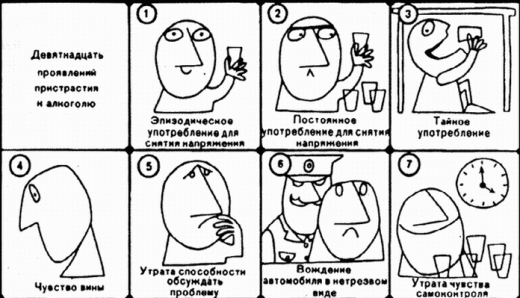 Девятнадцать
проявлений
пристрастия
к алкоголю
1
Эпизодическое
употребление для
снятия напряжения
2
Постоянное
употребление для снятия
напряжения
3
Тайное
употребление
4
Чувство вины
5
Утрата способности
обсуждать
проблему
6
Вождение
автомобиля в нетрезвом
виде
7
Утрата чувства
самоконтроля